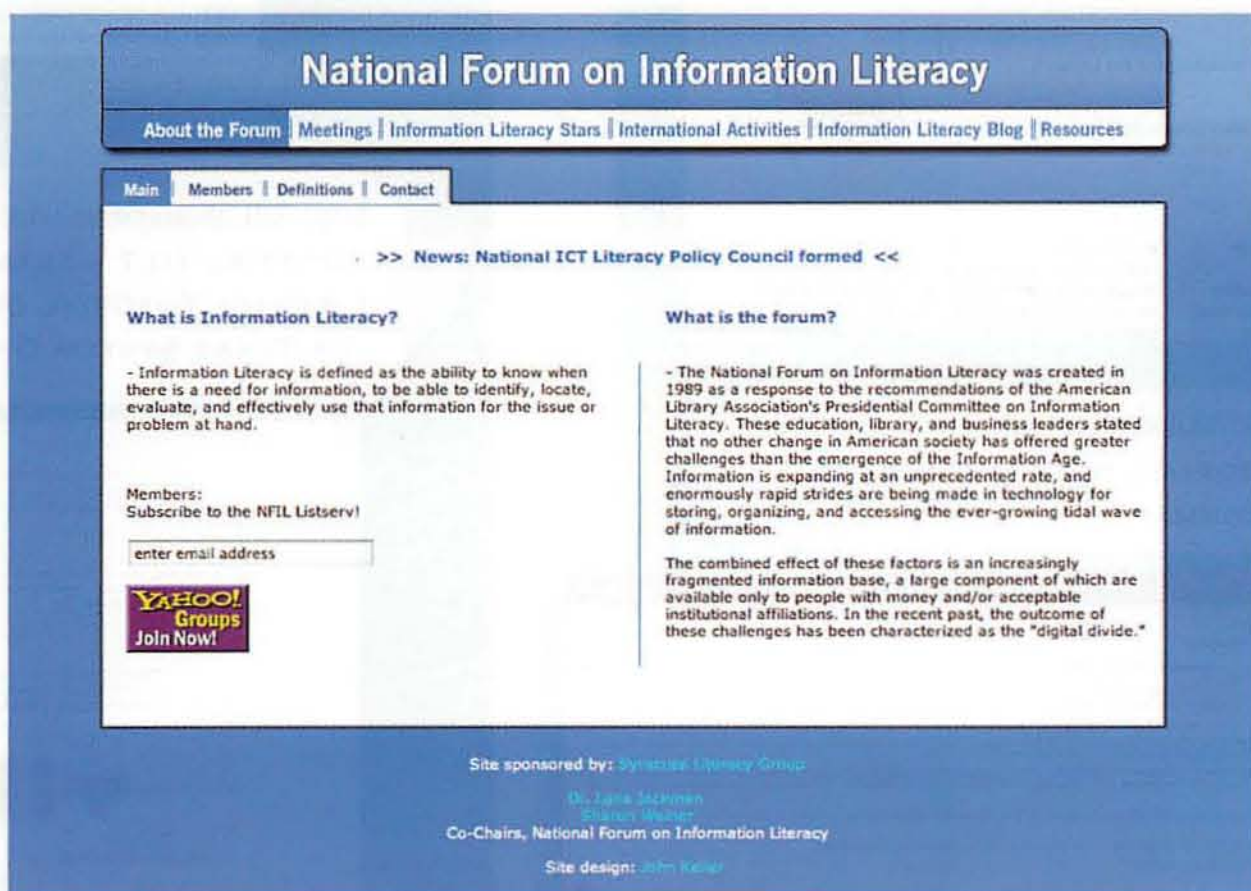 National Forum on Information Literacy
About the Forum | Meetings | Information Literacy Stars | International Activities | Information Literacy Blog | Resources
Main | Members | Definitions | Contact
>> News: National ICT Literacy Policy Council formed <<
What is Information Literacy?
- Information Literacy is defined as the ability to know when
there is a need for information, to be able to identify, locate,
evaluate, and effectively use that information for the issue or
problem at hand.
Members:
Subscribe to the NFIL Listserv!
enter email address
YAHOO!
Groups
Join Now!
What is the forum?
- The National Forum on Information Literacy was created in
1989 as a response to the recommendations of the American
Library Association's Presidential Committee on Information
Literacy. These education, library, and business leaders stated
that no other change in American society has offered greater
challenges than the emergence of the Information Age.
Information is expanding at an unprecedented rate, and
enormously rapid strides are being made in technology for
storing, organizing, and accessing the ever-growing tidal wave
of information.
The combined effect of these factors is an increasingly
fragmented information base, a large component of which are
available only to people with money and/or acceptable
institutional affiliations. In the recent past, the outcome of
these challenges has been characterized as the "digital divide."
Site sponsored by: Syracuse Literacy Group
Dr. Lana Jackman
Sharon Weiner
Co-Chairs, National Forum on Information Literacy
Site design: John Keller